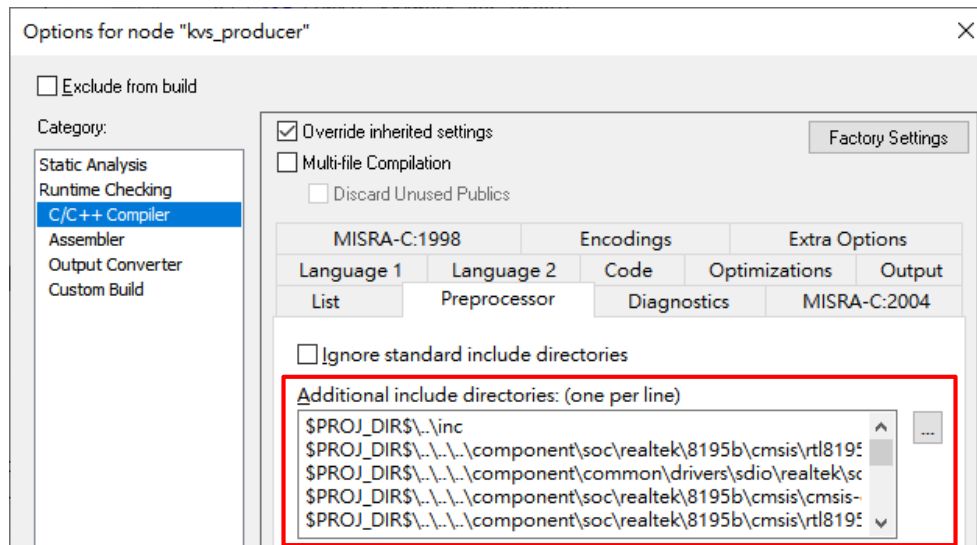 Options for node "kvs_producer"
Exclude from build
Category:
Static Analysis
Runtime Checking
C/C++ Compiler
Assembler
Output Converter
Custom Build
Override inherited settings
Factory Settings
Multi-file Compilation
Discard Unused Publics
MISRA-C:1998 Encodings Extra Options
Language 1 Language 2 Code Optimizations Output
List Preprocessor Diagnostics MISRA-C:2004
Ignore standard include directories
Additional include directories: (one per line)
$PROJ_DIR$\..\inc
...
$PROJ_DIR$\..\..\..\component\soc\realtek\8195b\cmsis\rtl8195
$PROJ_DIR$\..\..\..\component\common\drivers\sdio\realtek\sc
$PROJ_DIR$\..\..\..\component\soc\realtek\8195b\cmsis\cmsis-
$PROJ_DIR$\..\..\..\component\soc\realtek\8195b\cmsis\rtl8195